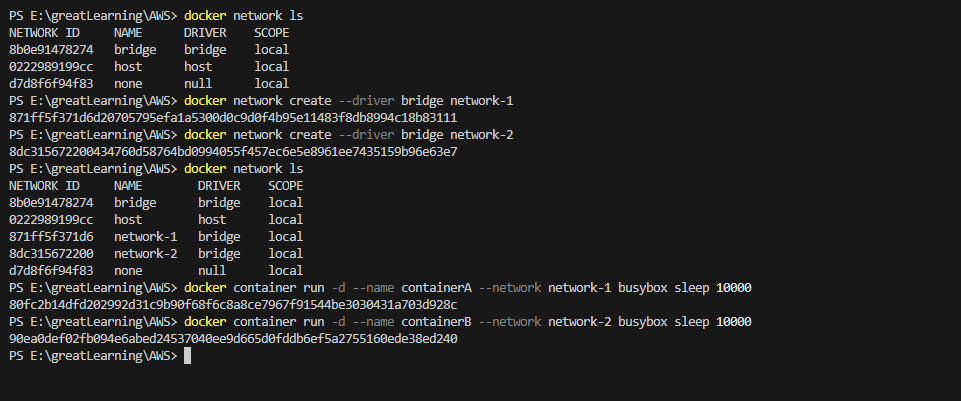 PS E:\greatLearning\AWS> docker network ls
NETWORK ID     NAME      DRIVER    SCOPE
8b0e91478274   bridge    bridge    local
0222989199cc   host      host      local
d7d8f6f94f83   none      null      local
PS E:\greatLearning\AWS> docker network create --driver bridge network-1
871ff5f371d6d20705795efa1a5300d0c9d0f4b95e11483f8db8994c18b83111
PS E:\greatLearning\AWS> docker network create --driver bridge network-2
8dc315672200434760d58764bd0994055f457ec6e5e8961ee7435159b96e63e7
PS E:\greatLearning\AWS> docker network ls
NETWORK ID     NAME        DRIVER    SCOPE
8b0e91478274   bridge      bridge    local
0222989199cc   host        host      local
871ff5f371d6   network-1   bridge    local
8dc315672200   network-2   bridge    local
d7d8f6f94f83   none        null      local
PS E:\greatLearning\AWS> docker container run -d --name containerA --network network-1 busybox sleep 10000
80fc2b14dfd202992d31c9b90f68f6c8a8ce7967f91544be3030431a703d928c
PS E:\greatLearning\AWS> docker container run -d --name containerB --network network-2 busybox sleep 10000
90ea0def02fb094e6abed24537040ee9d665d0fddb6ef5a2755160ede38ed240
PS E:\greatLearning\AWS>